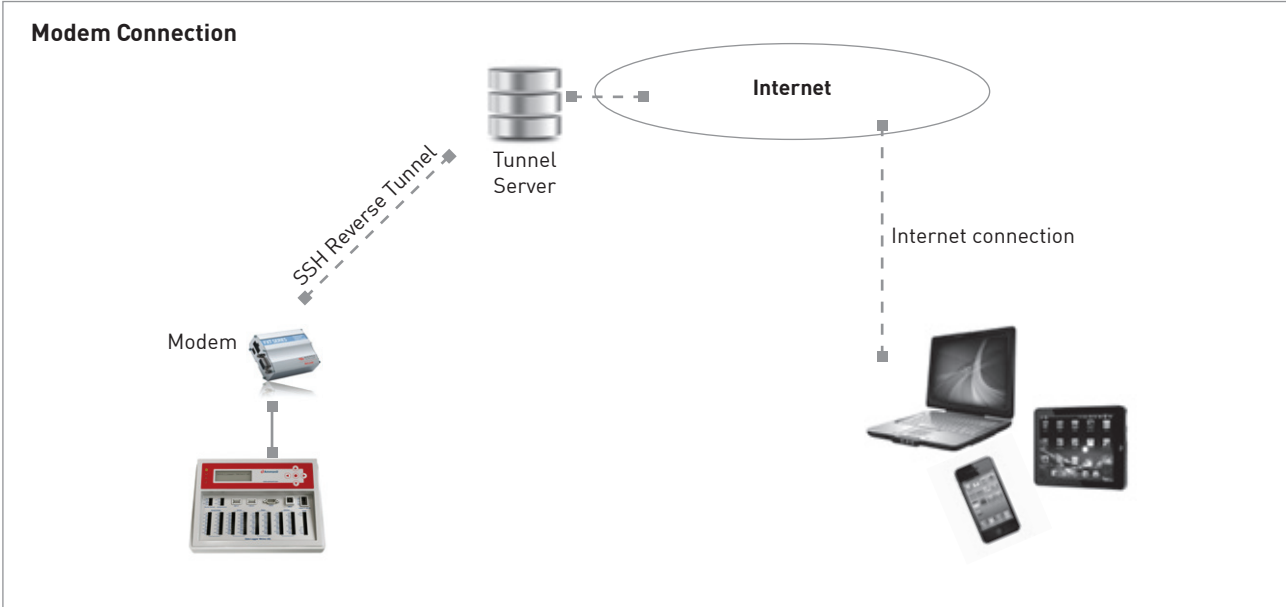 Modem Connection
Internet
Tunnel
Server
SSH Reverse Tunnel
Internet connection
Modem